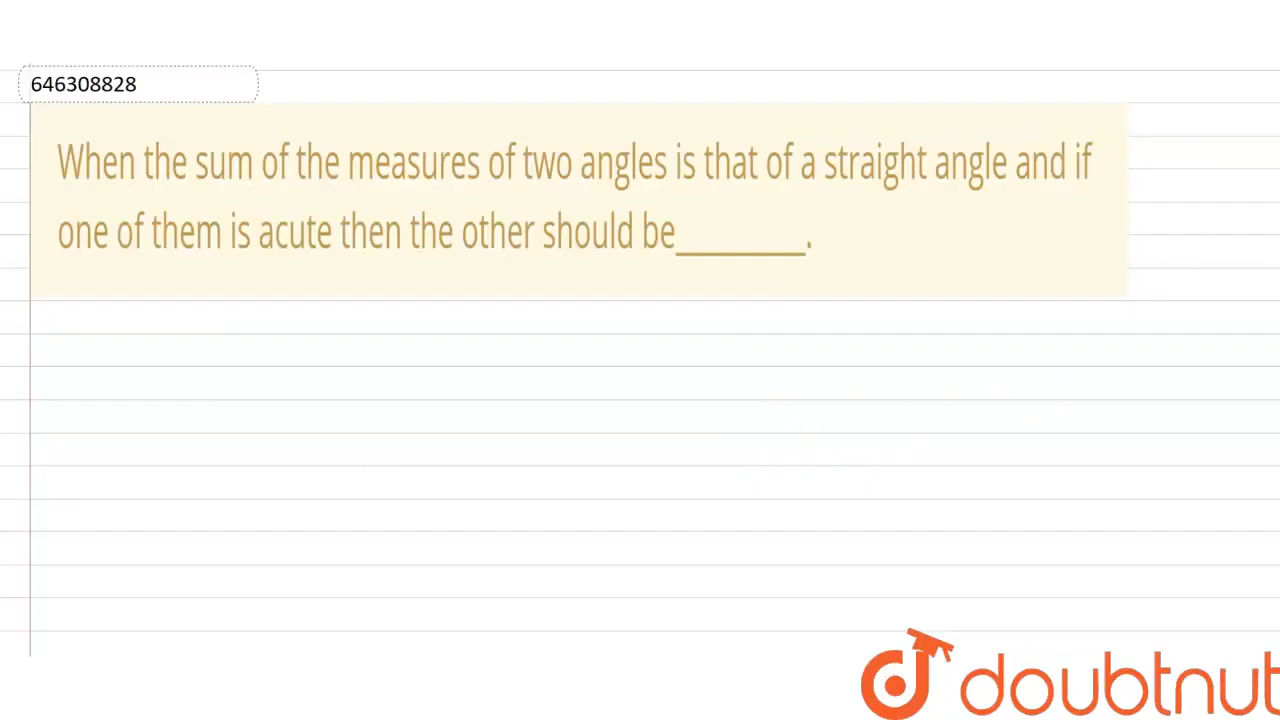 646308828
When the sum of the measures of two angles is that of a straight angle and if
one of them is acute then the other should be________.
doubtnut